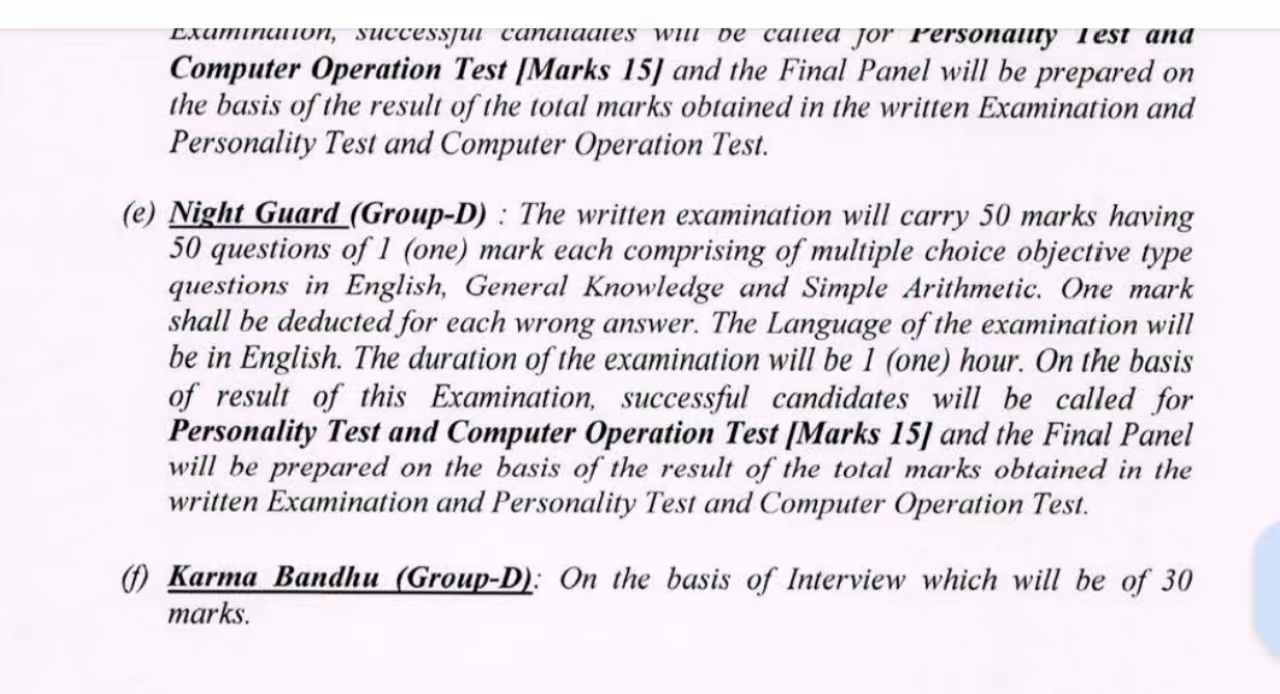 Examination, successful candidates will be called for Personality Test and
Computer Operation Test [Marks 15] and the Final Panel will be prepared on
the basis of the result of the total marks obtained in the written Examination and
Personality Test and Computer Operation Test.
(e) Night Guard (Group-D) : The written examination will carry 50 marks having
50 questions of 1 (one) mark each comprising of multiple choice objective type
questions in English, General Knowledge and Simple Arithmetic. One mark
shall be deducted for each wrong answer. The Language of the examination will
be in English. The duration of the examination will be 1 (one) hour. On the basis
of result of this Examination, successful candidates will be called for
Personality Test and Computer Operation Test [Marks 15] and the Final Panel
will be prepared on the basis of the result of the total marks obtained in the
written Examination and Personality Test and Computer Operation Test.
(f) Karma Bandhu (Group-D): On the basis of Interview which will be of 30
marks.